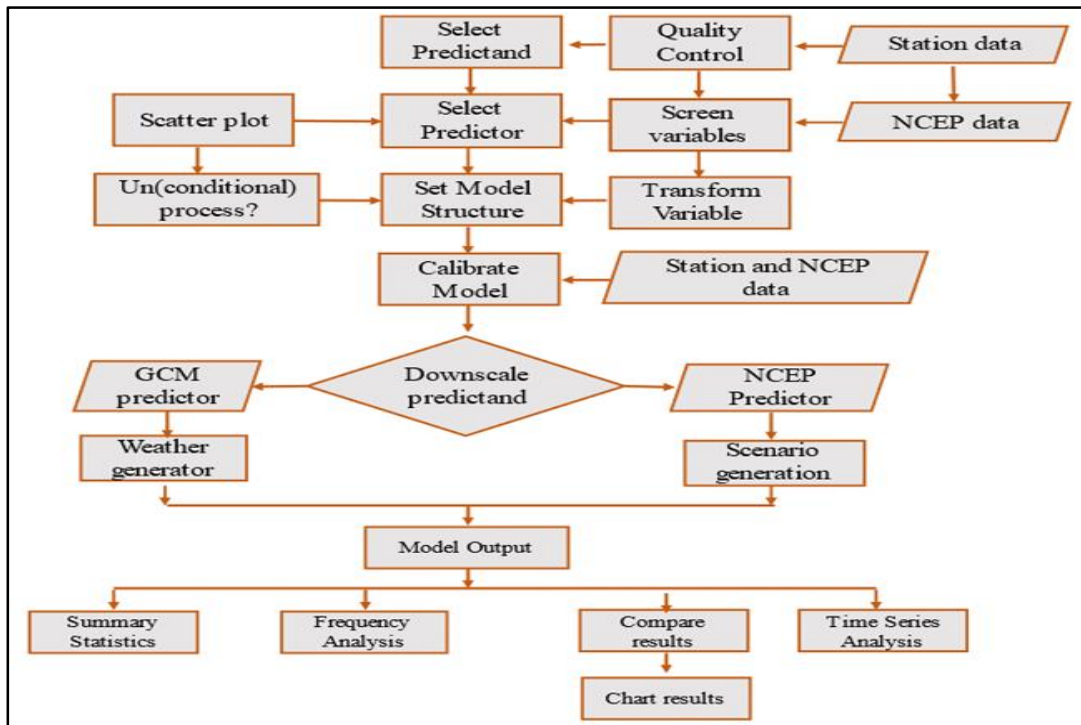 Select
Predictand
Quality
Control
Station data
Scatter plot
Select
Predictor
Screen
variables
NCEP data
Un(conditional)
process?
Set Model
Structure
Transform
Variable
Calibrate
Model
Station and NCEP
data
GCM
predictor
Downscale
predictand
NCEP
Predictor
Weather
generator
Scenario
generation
Model Output
Summary
Statistics
Frequency
Analysis
Compare
results
Time Series
Analysis
Chart results